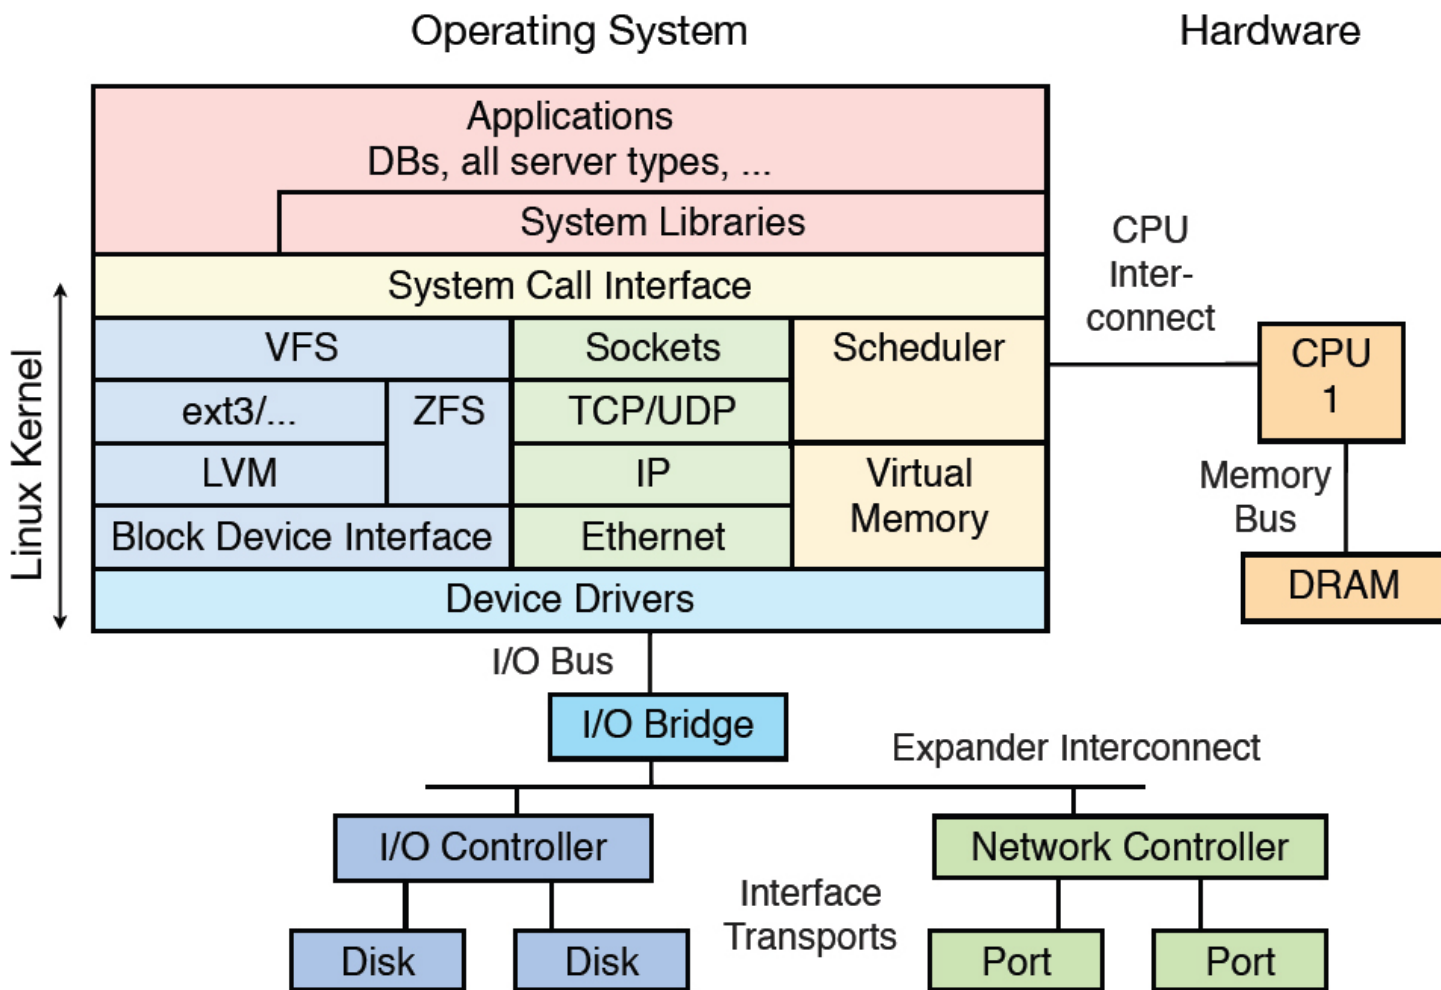 Operating System
Hardware
Applications
DBs, all server types, ...
System Libraries
System Call Interface
Linux Kernel
VFS
Sockets
Scheduler
ext3/...
ZFS
TCP/UDP
LVM
IP
Virtual
Memory
Block Device Interface
Ethernet
Device Drivers
CPU
Inter-
connect
CPU
1
Memory
Bus
DRAM
I/O Bus
I/O Bridge
Expander Interconnect
I/O Controller
Network Controller
Interface
Transports
Disk
Disk
Port
Port